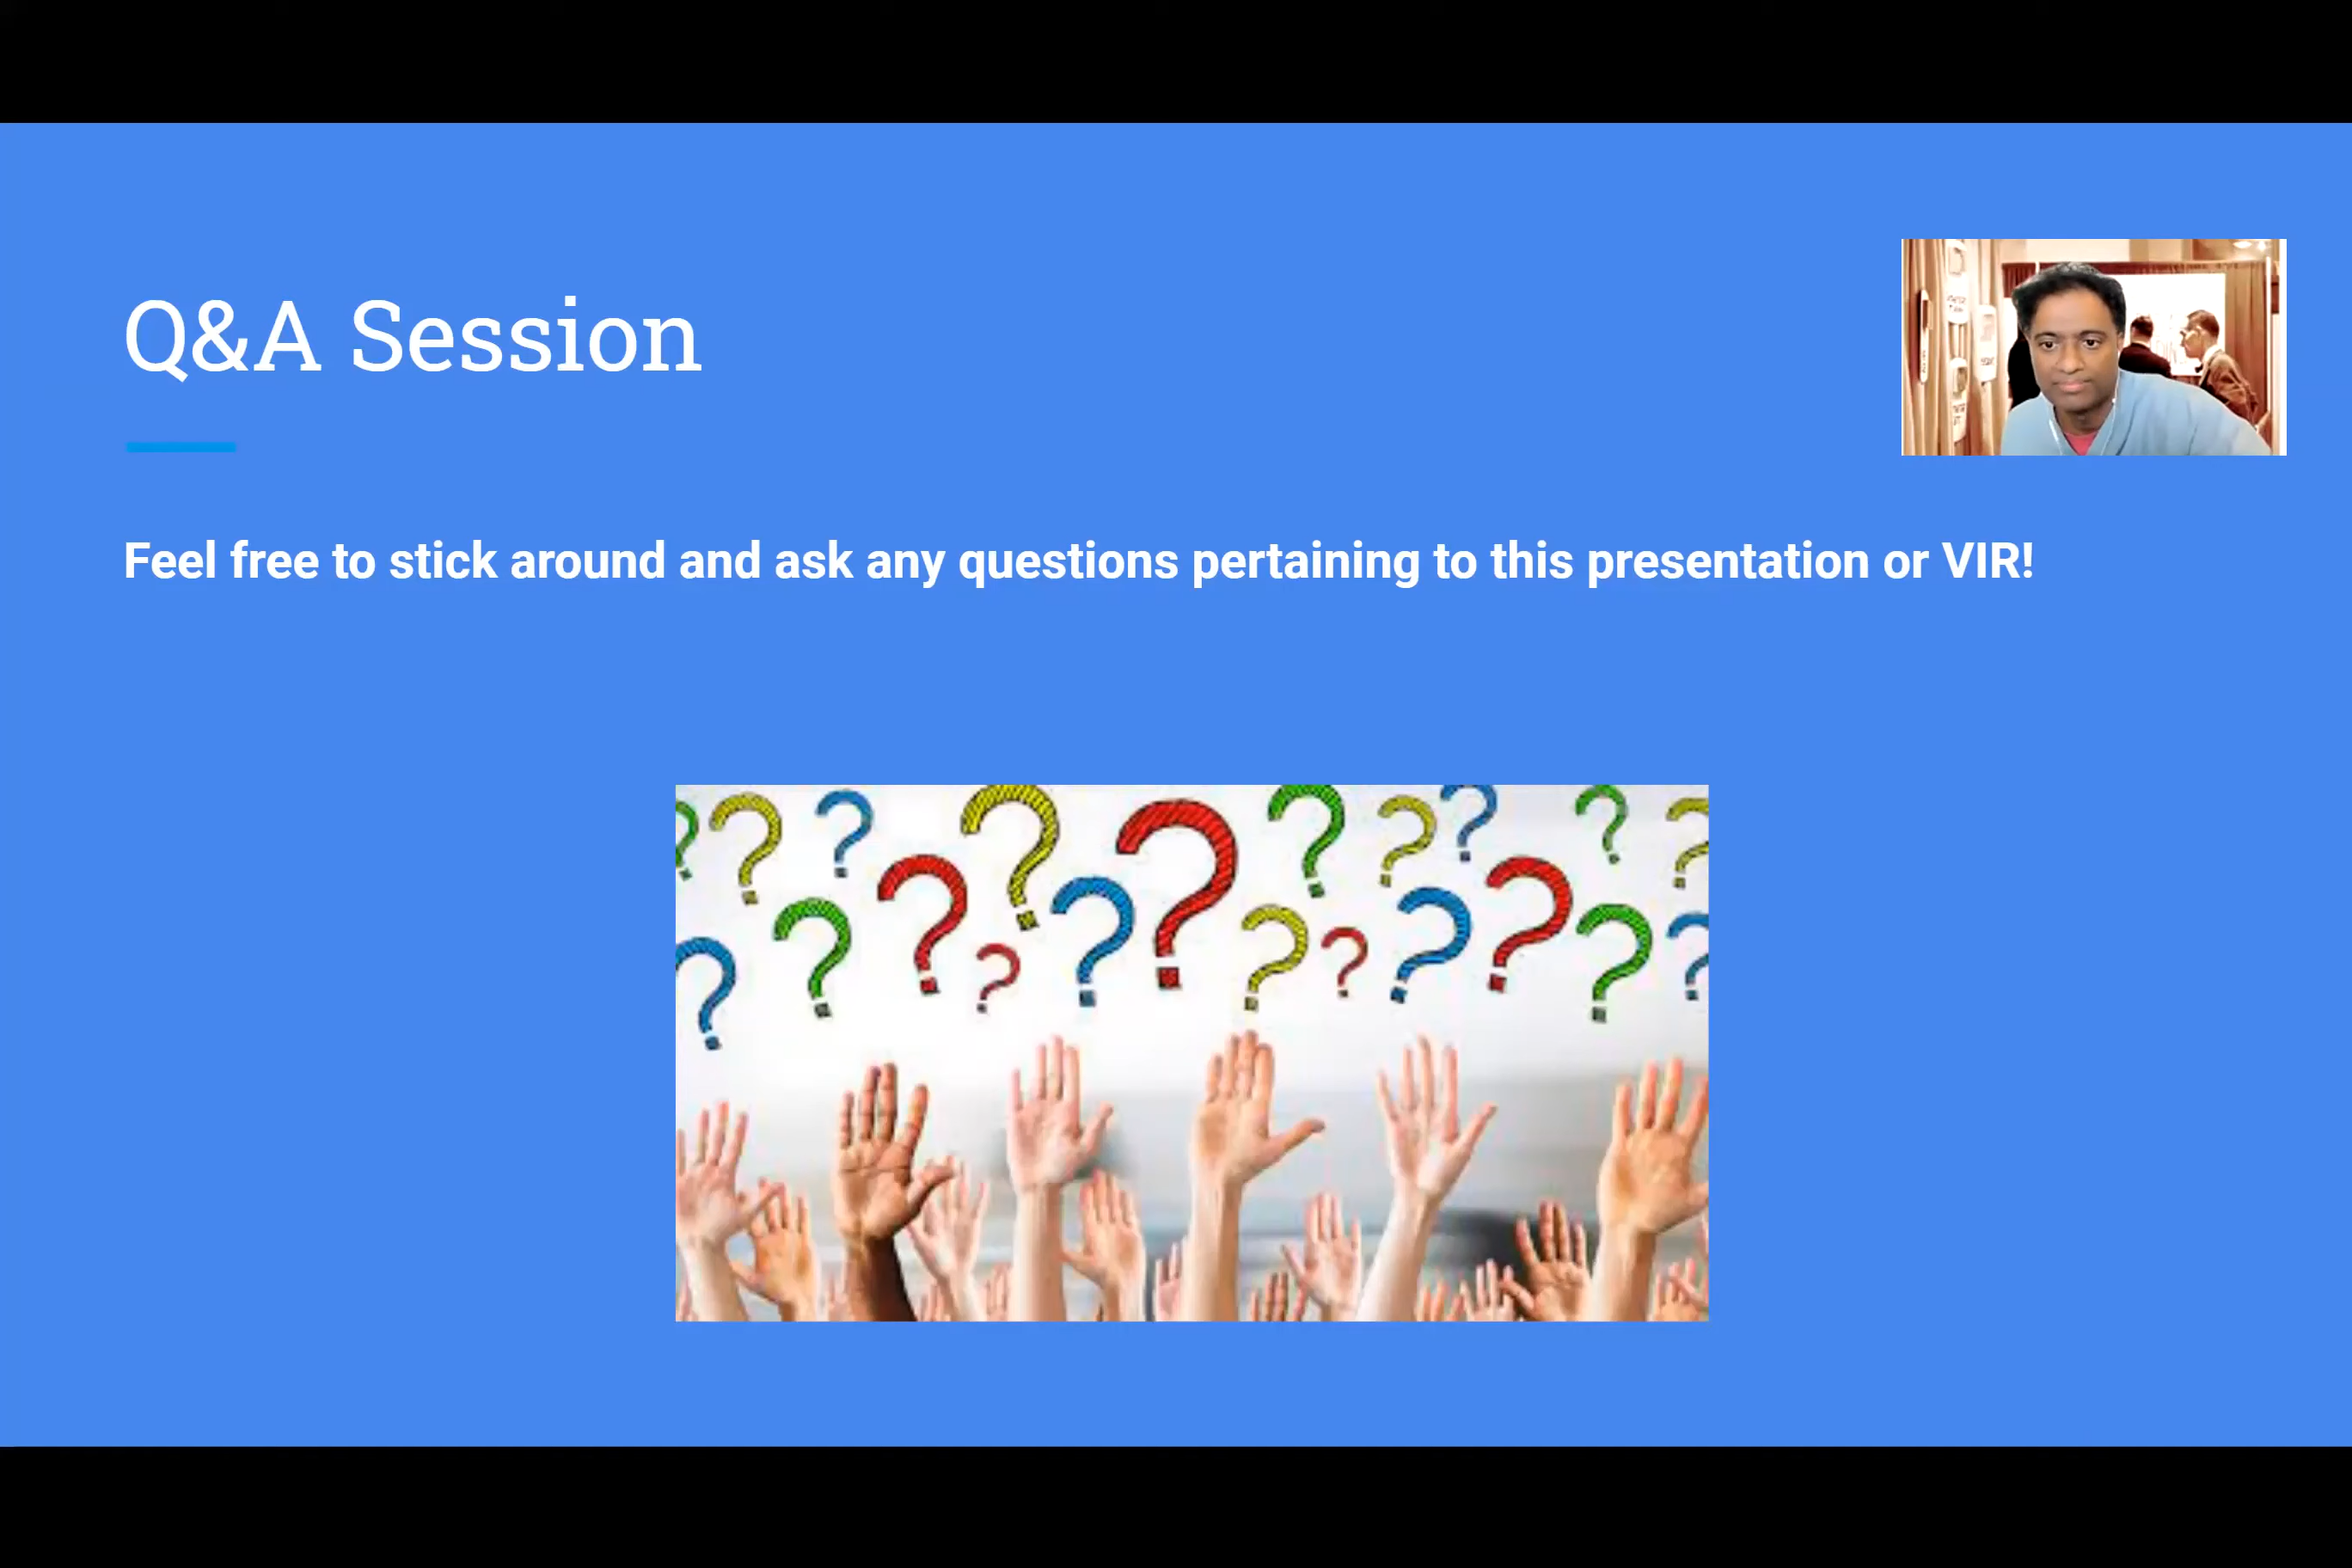 Q&A Session
Feel free to stick around and ask any questions pertaining to this presentation or VIR!